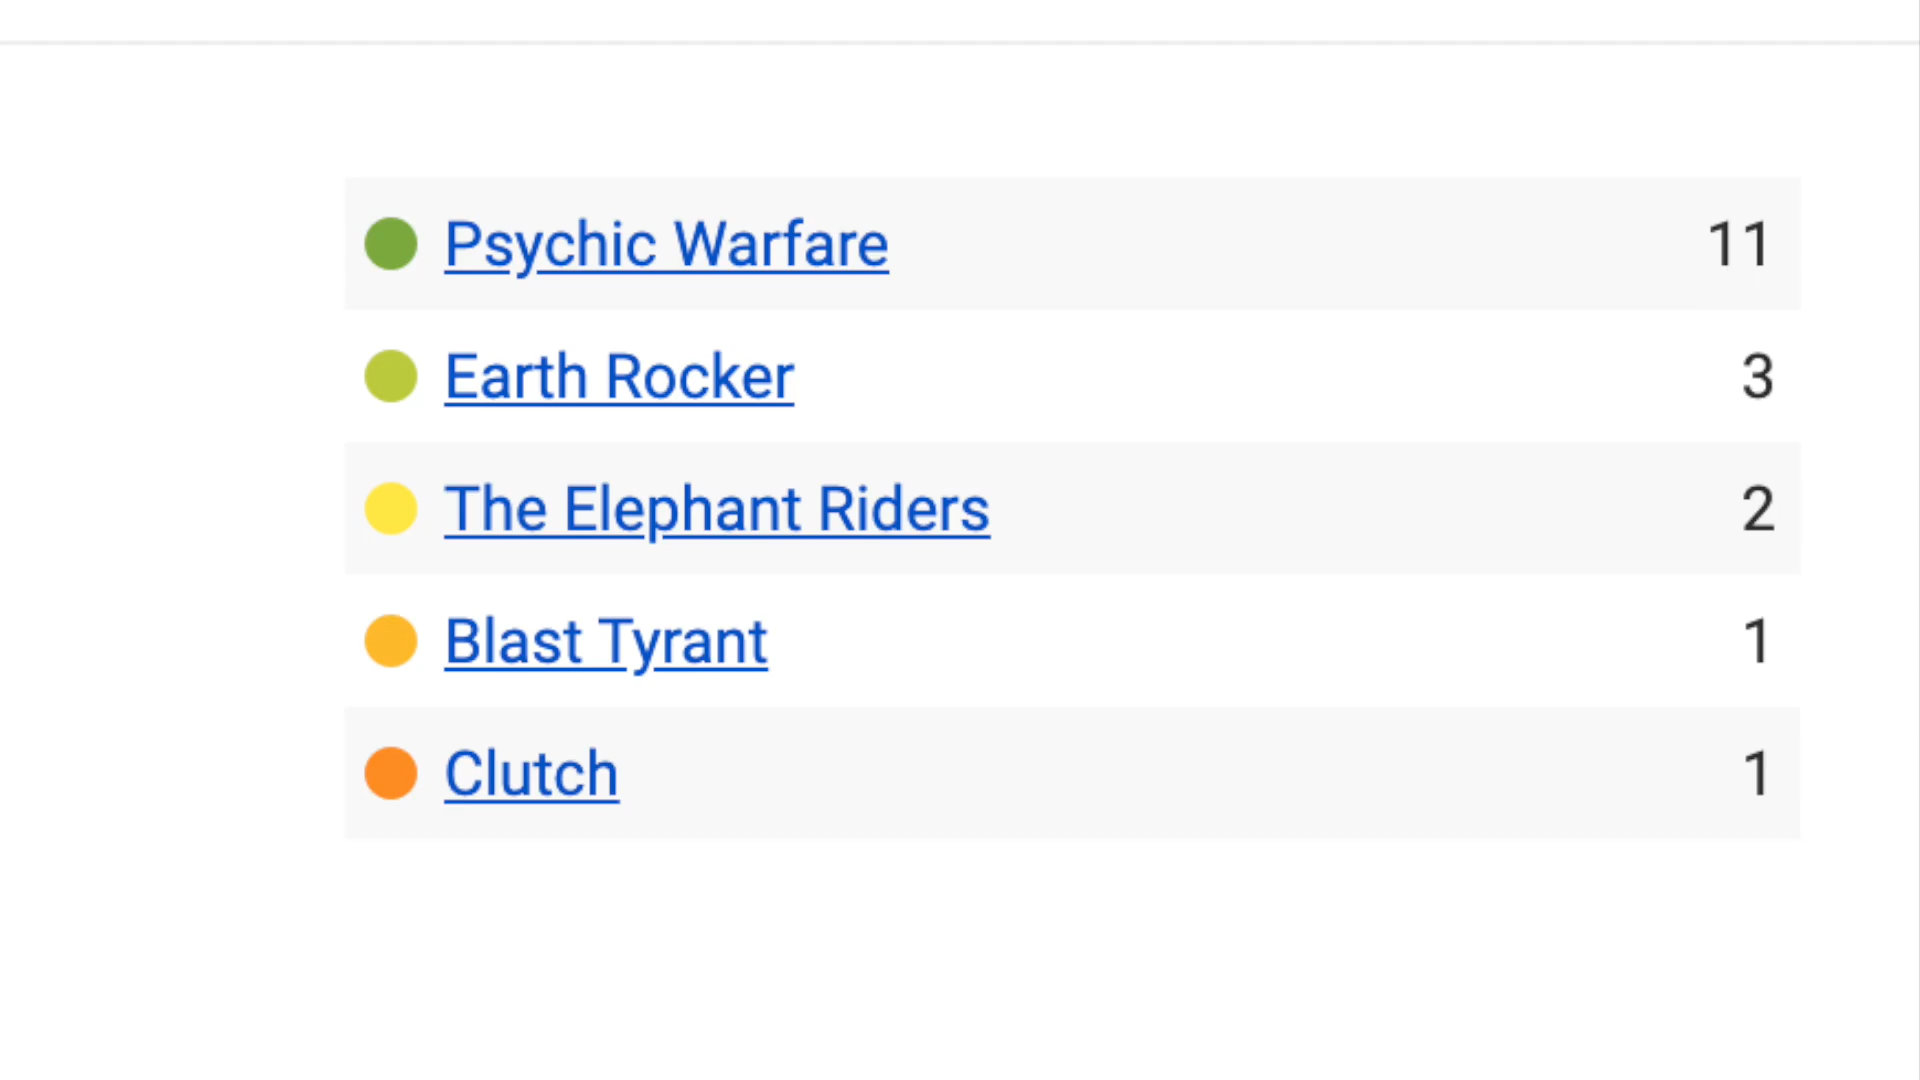 Psychic Warfare 11
Earth Rocker 3
The Elephant Riders 2
Blast Tyrant 1
Clutch 1